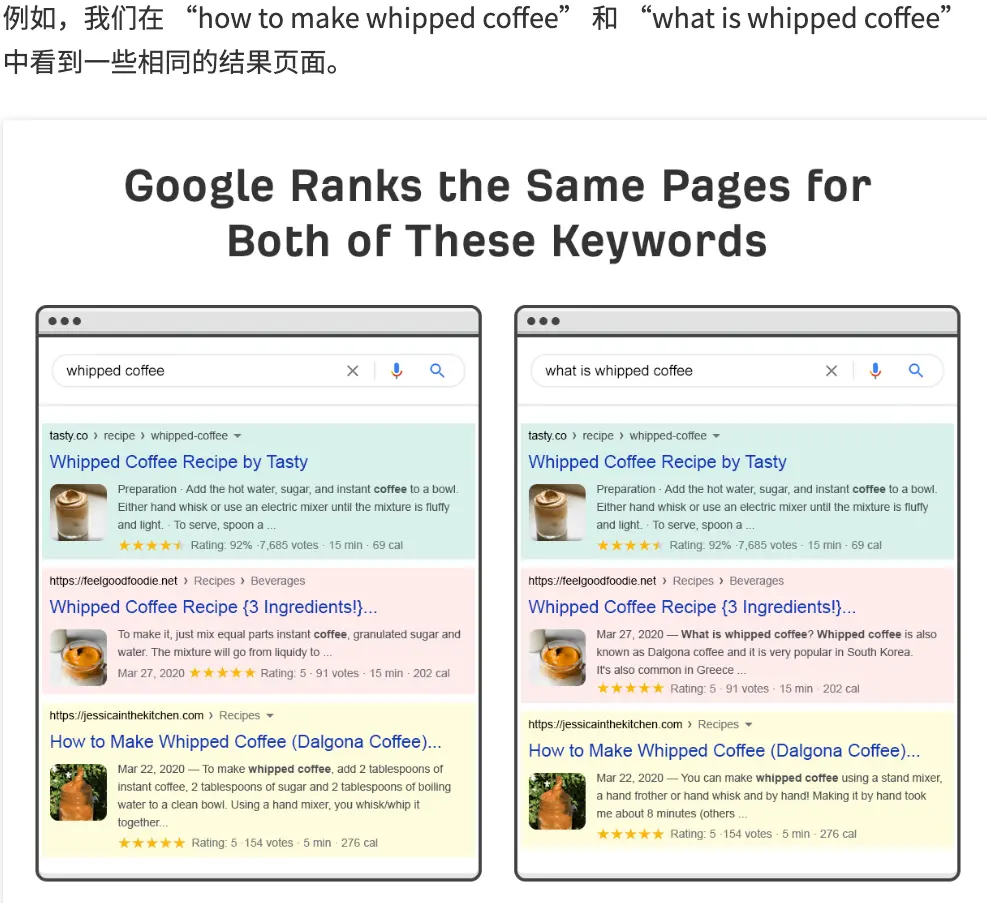 例如，我们在 “how to make whipped coffee” 和 “what is whipped coffee”
中看到一些相同的结果页面。
Google Ranks the Same Pages for
Both of These Keywords
whipped coffee
tasty.co › recipe › whipped-coffee
Whipped Coffee Recipe by Tasty
Preparation · Add the hot water, sugar, and instant coffee to a bowl.
Either hand whisk or use an electric mixer until the mixture is fluffy
and light. · To serve, spoon a ...
Rating: 92% ·7,685 votes · 15 min · 69 cal
https://feelgoodfoodie.net › Recipes › Beverages
Whipped Coffee Recipe {3 Ingredients!}...
To make it, just mix equal parts instant coffee, granulated sugar and
water. The mixture will go from liquidy to ...
Mar 27, 2020 Rating: 5 · 91 votes · 15 min · 202 cal
https://jessicainthekitchen.com › Recipes
How to Make Whipped Coffee (Dalgona Coffee)...
Mar 22, 2020 — To make whipped coffee, add 2 tablespoons of
instant coffee, 2 tablespoons of sugar and 2 tablespoons of boiling
water to a clean bowl. Using a hand mixer, you whisk/whip it
together...
Rating: 5 ·154 votes · 5 min · 276 cal
what is whipped coffee
tasty.co › recipe › whipped-coffee
Whipped Coffee Recipe by Tasty
Preparation · Add the hot water, sugar, and instant coffee to a bowl.
Either hand whisk or use an electric mixer until the mixture is fluffy
and light. · To serve, spoon a ...
Rating: 92% ·7,685 votes · 15 min · 69 cal
https://feelgoodfoodie.net › Recipes › Beverages
Whipped Coffee Recipe {3 Ingredients!}...
Mar 27, 2020 — What is whipped coffee? Whipped coffee is also
known as Dalgona coffee and it is very popular in South Korea.
It's also common in Greece ...
Rating: 5 · 91 votes · 15 min · 202 cal
https://jessicainthekitchen.com › Recipes
How to Make Whipped Coffee (Dalgona Coffee)...
Mar 22, 2020 — You can make whipped coffee using a stand mixer,
a hand frother or hand whisk and by hand! Making it by hand took
me about 8 minutes (others ...
Rating: 5 ·154 votes · 5 min · 276 cal